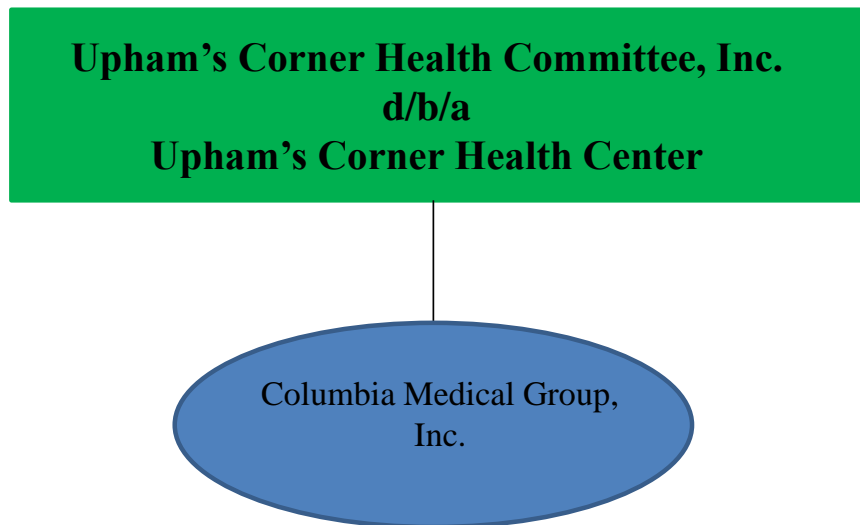 Upham’s Corner Health Committee, Inc.
d/b/a
Upham’s Corner Health Center
Columbia Medical Group,
Inc.